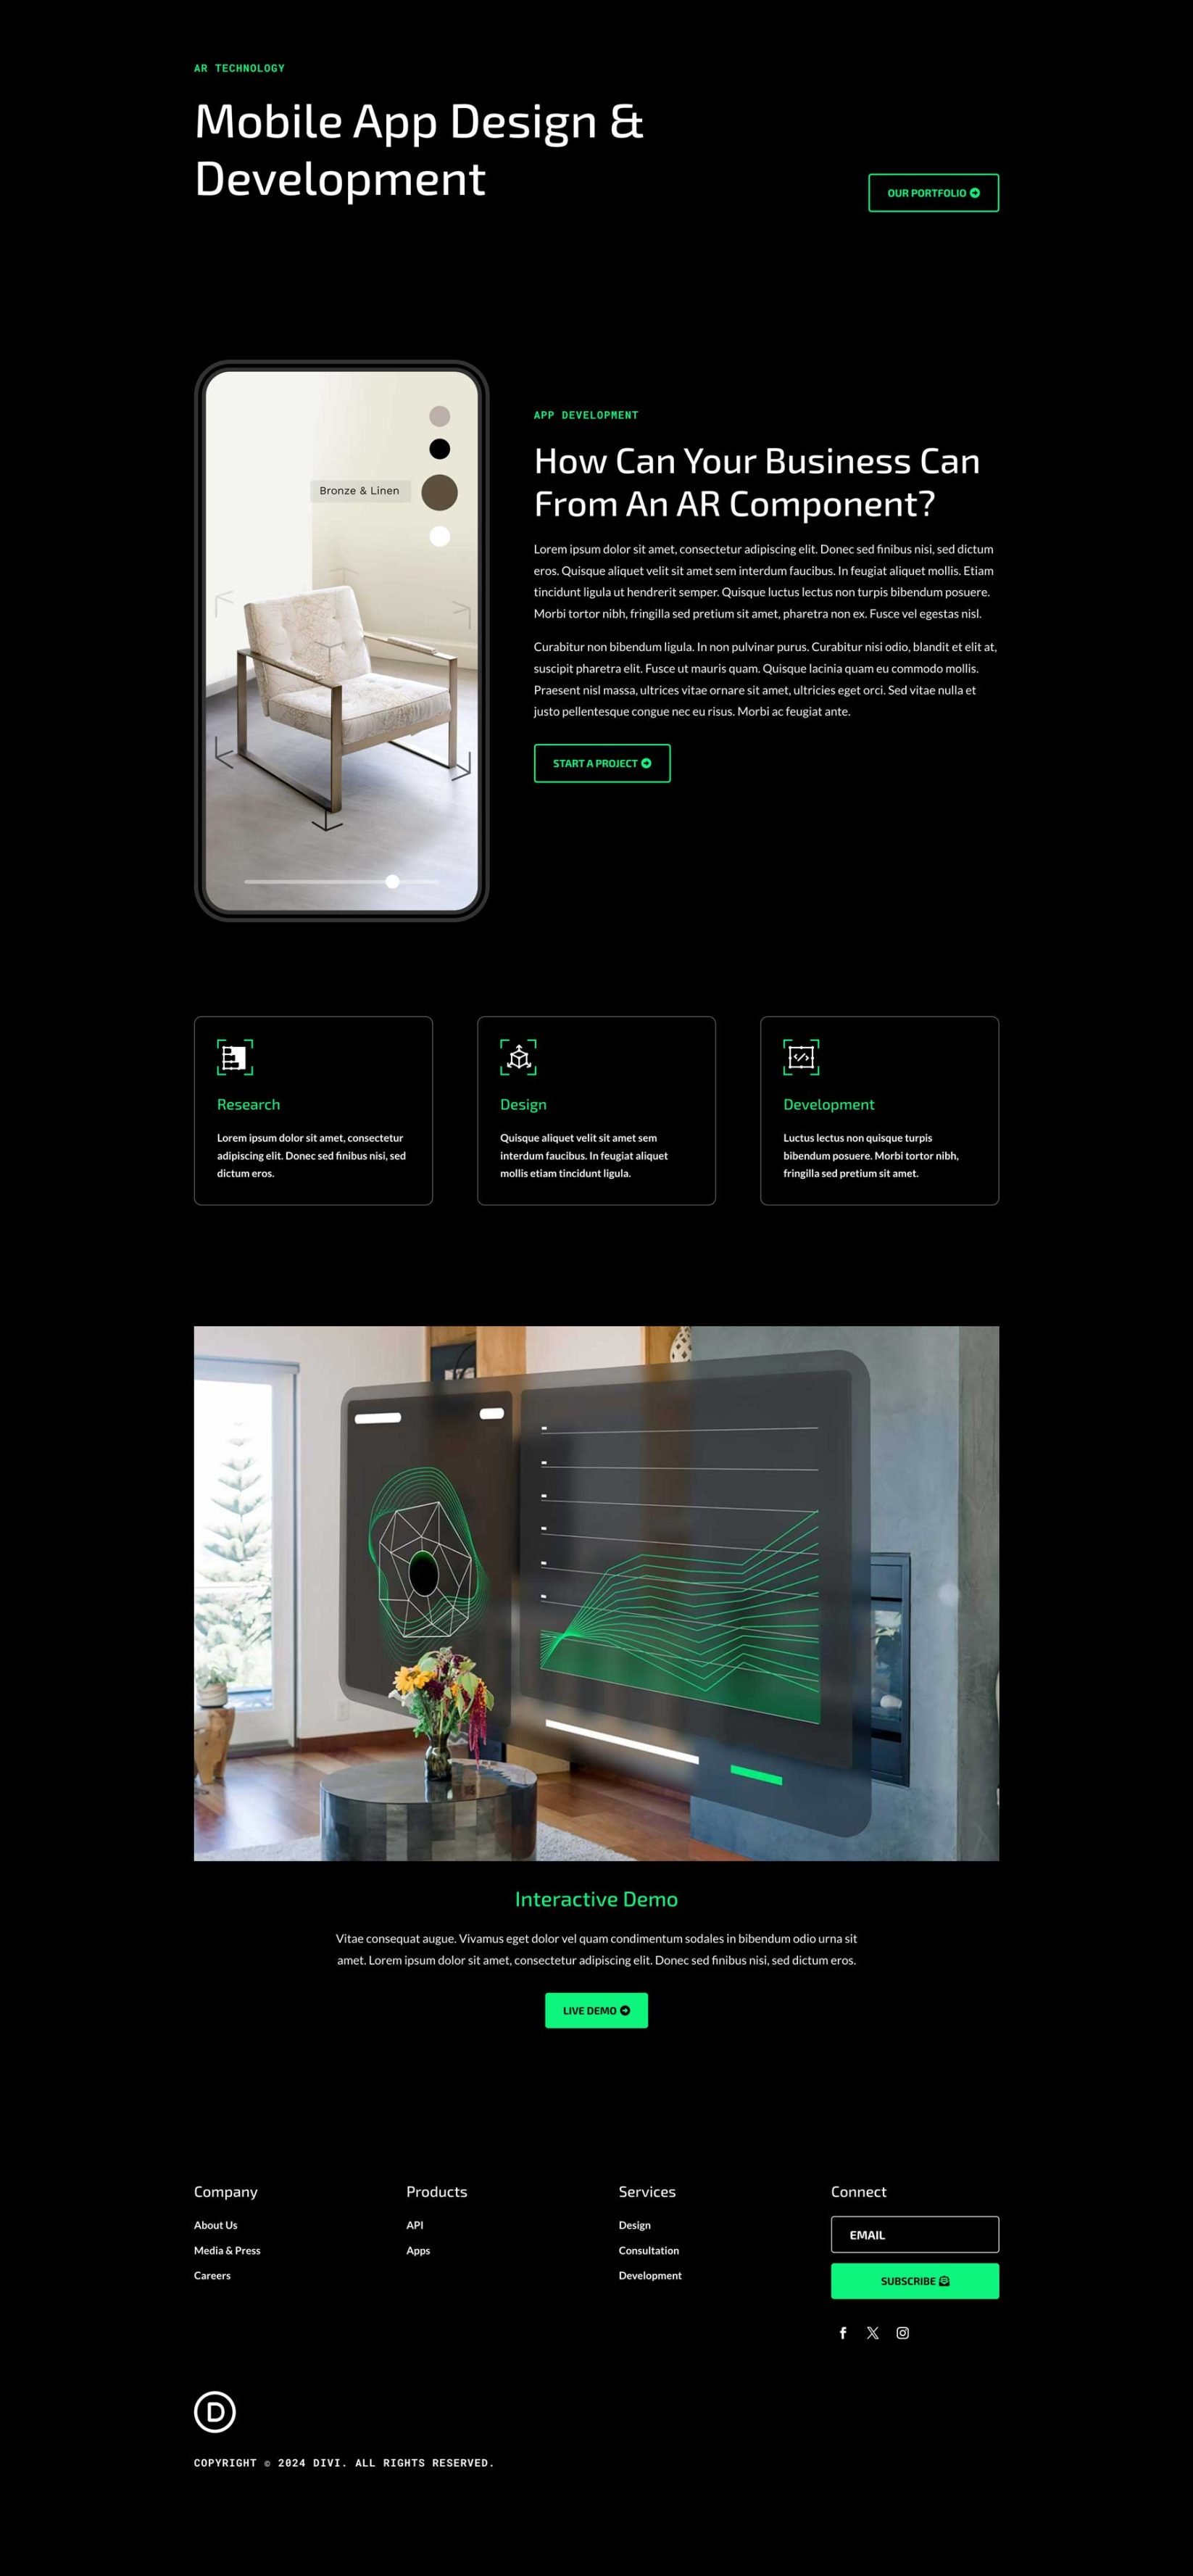 AR TECHNOLOGY
Mobile App Design &
Development
OUR PORTFOLIO
Bronze & Linen
APP DEVELOPMENT
How Can Your Business Can
From An AR Component?
Lorem ipsum dolor sit amet, consectetur adipiscing elit. Donec sed finibus nisi, sed dictum
eros. Quisque aliquet velit sit amet sem interdum faucibus. In feugiat aliquet mollis. Etiam
tincidunt ligula ut hendrerit semper. Quisque luctus lectus non turpis bibendum posuere.
Morbi tortor nibh, fringilla sed pretium sit amet, pharetra non ex. Fusce vel egestas nisl.
Curabitur non bibendum ligula. In non pulvinar purus. Curabitur nisi odio, blandit et elit at,
suscipit pharetra elit. Fusce ut mauris quam. Quisque lacinia quam eu commodo mollis.
Praesent nisl massa, ultrices vitae ornare sit amet, ultricies eget orci. Sed vitae nulla et
justo pellentesque congue nec eu risus. Morbi ac feugiat ante.
START A PROJECT
Research
Lorem ipsum dolor sit amet, consectetur
adipiscing elit. Donec sed finibus nisi, sed
dictum eros.
Design
Quisque aliquet velit sit amet sem
interdum faucibus. In feugiat aliquet
mollis etiam tincidunt ligula.
Development
Luctus lectus non quisque turpis
bibendum posuere. Morbi tortor nibh,
fringilla sed pretium sit amet.
Interactive Demo
Vitae consequat augue. Vivamus eget dolor vel quam condimentum sodales in bibendum odio urna sit
amet. Lorem ipsum dolor sit amet, consectetur adipiscing elit. Donec sed finibus nisi, sed dictum eros.
LIVE DEMO
Company
About Us
Media & Press
Careers
Products
API
Apps
Services
Design
Consultation
Development
Connect
EMAIL
SUBSCRIBE
D
COPYRIGHT © 2024 DIVI. ALL RIGHTS RESERVED.